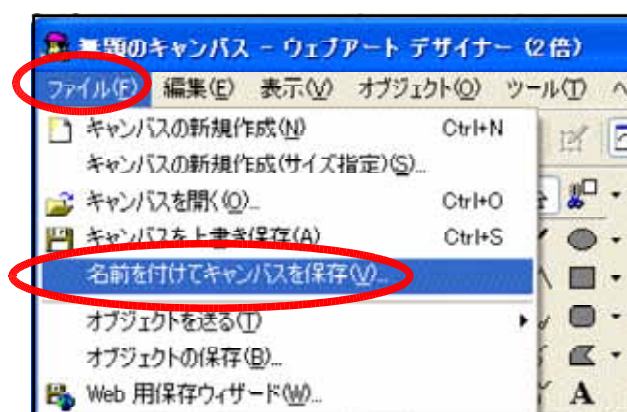 無題のキャンバス - ウェブアート デザイナー (2倍)
ファイル(F) 編集(E) 表示(V) オブジェクト(O) ツール(T) ヘ
キャンバスの新規作成(N) Ctrl+N
キャンバスの新規作成(サイズ指定)(S)...
キャンバスを開く(O)... Ctrl+O
キャンバスを上書き保存(A) Ctrl+S
名前を付けてキャンバスを保存(V)...
オブジェクトを送る(T)
オブジェクトの保存(B)...
Web 用保存ウィザード(W)...
A